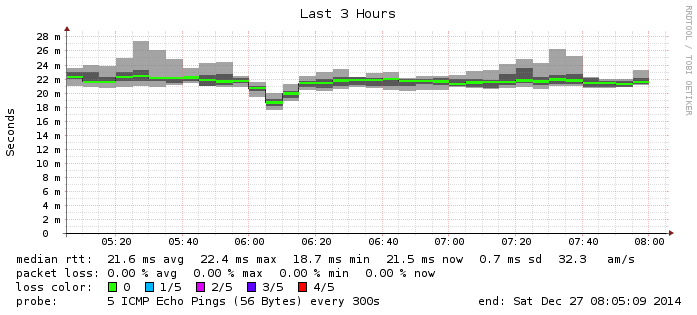 Last 3 Hours
RRDTOOL / TOBI OETIKER
Seconds
28 m
26 m
24 m
22 m
20 m
18 m
16 m
14 m
12 m
10 m
8 m
6 m
4 m
2 m
0
05:20 05:40 06:00 06:20 06:40 07:00 07:20 07:40 08:00
median rtt: 21.6 ms avg 22.4 ms max 18.7 ms min 21.5 ms now 0.7 ms sd 32.3 am/s
packet loss: 0.00 % avg 0.00 % max 0.00 % min 0.00 % now
loss color: 0 1/5 2/5 3/5 4/5
probe: 5 ICMP Echo Pings (56 Bytes) every 300s end: Sat Dec 27 08:05:09 2014